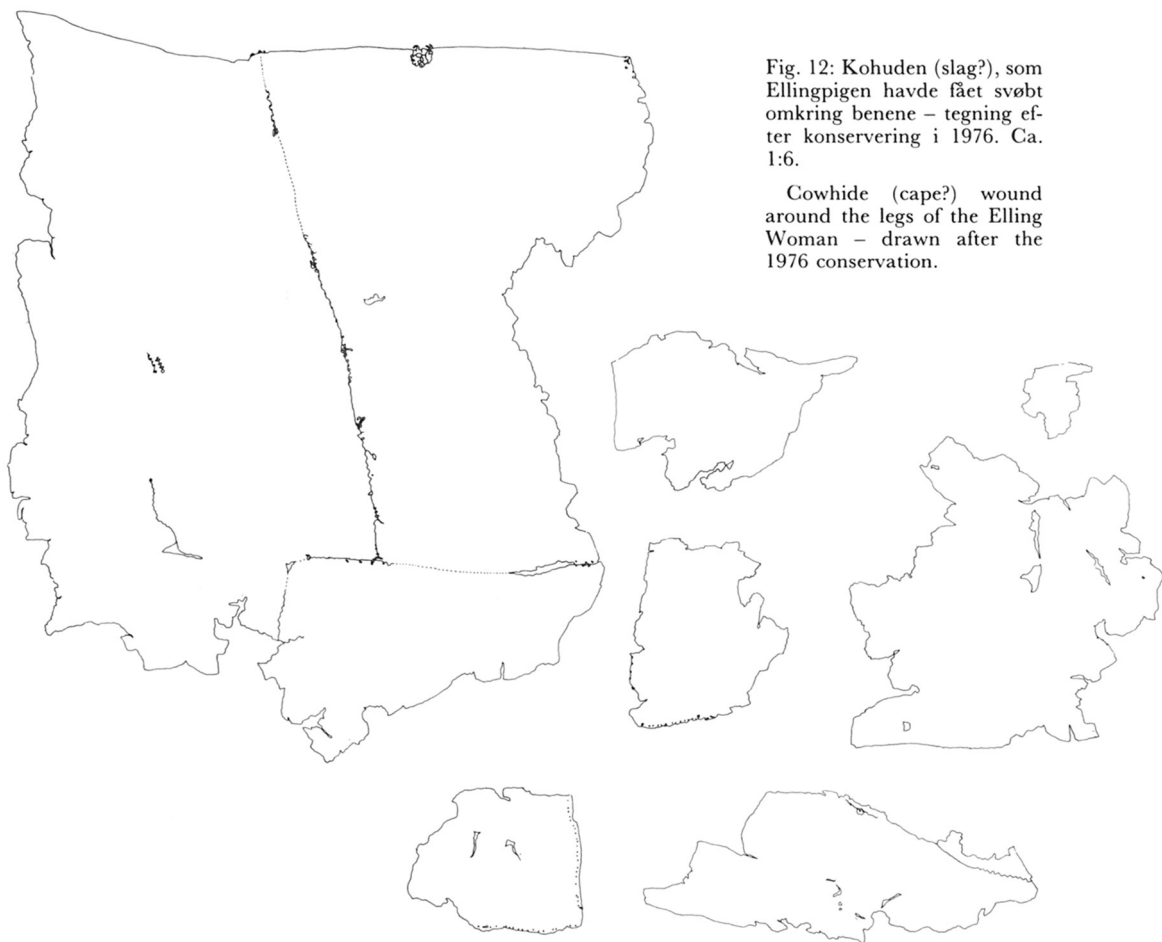 Fig. 12: Kohuden (slag?), som
Ellingpigen havde fået svøbt
omkring benene – tegning ef-
ter konservering i 1976. Ca.
1:6.
Cowhide (cape?) wound
around the legs of the Elling
Woman – drawn after the
1976 conservation.